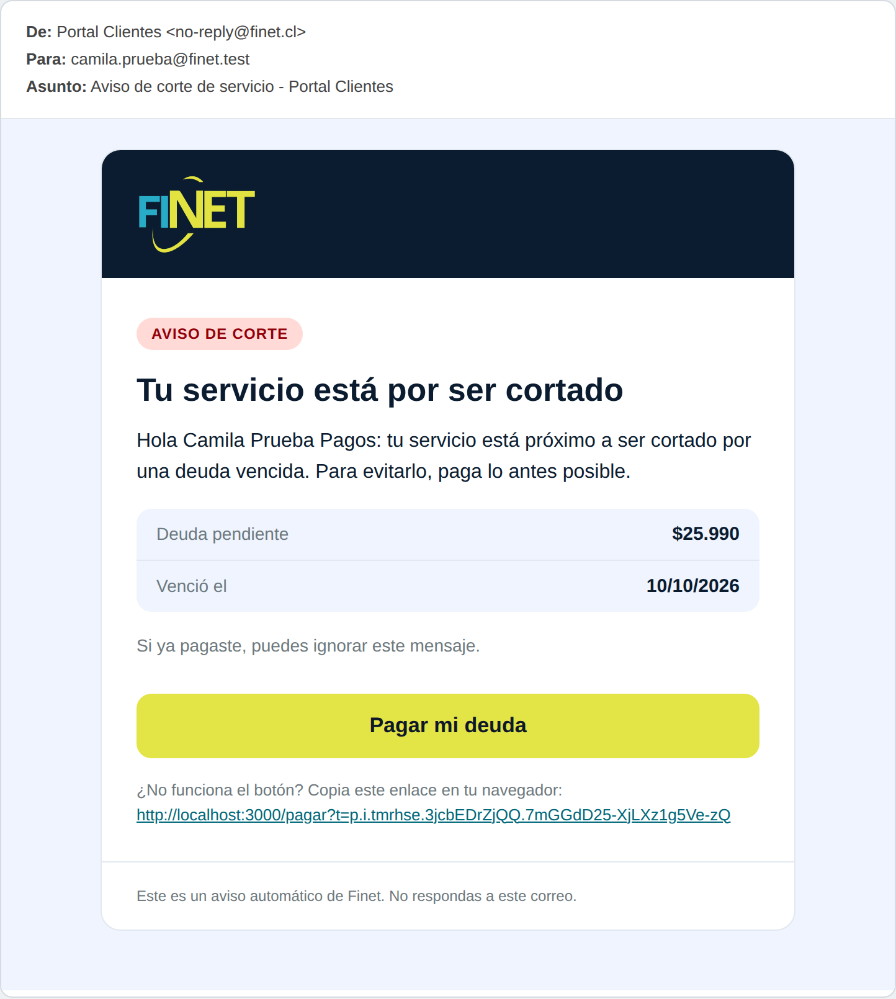 De: Portal Clientes <no-reply@finet.cl>
Para: camila.prueba@finet.test
Asunto: Aviso de corte de servicio - Portal Clientes
FINET
AVISO DE CORTE
Tu servicio está por ser cortado
Hola Camila Prueba Pagos: tu servicio está próximo a ser cortado por
una deuda vencida. Para evitarlo, paga lo antes posible.
Deuda pendiente $25.990
Venció el 10/10/2026
Si ya pagaste, puedes ignorar este mensaje.
Pagar mi deuda
¿No funciona el botón? Copia este enlace en tu navegador:
http://localhost:3000/pagar?t=p.i.tmrhse.3jcbEDrZjQQ.7mGGdD25-XjLXz1g5Ve-zQ
Este es un aviso automático de Finet. No respondas a este correo.